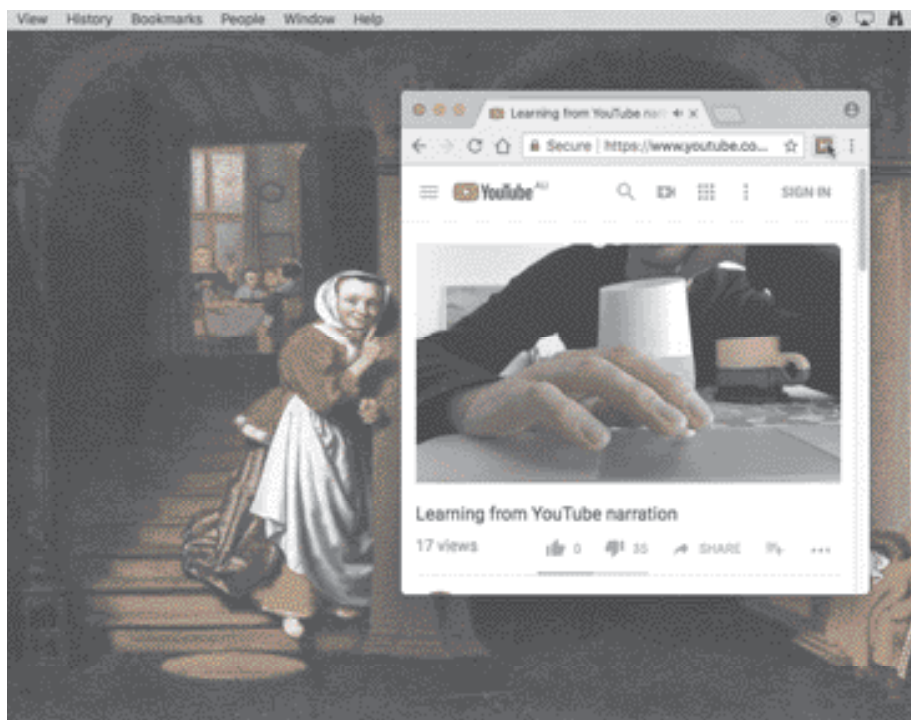 View History Bookmarks People Window Help
Learning from YouTube nar
Secure https://www.youtube.co...
YouTube AU SIGN IN
Learning from YouTube narration
17 views 0 35 SHARE